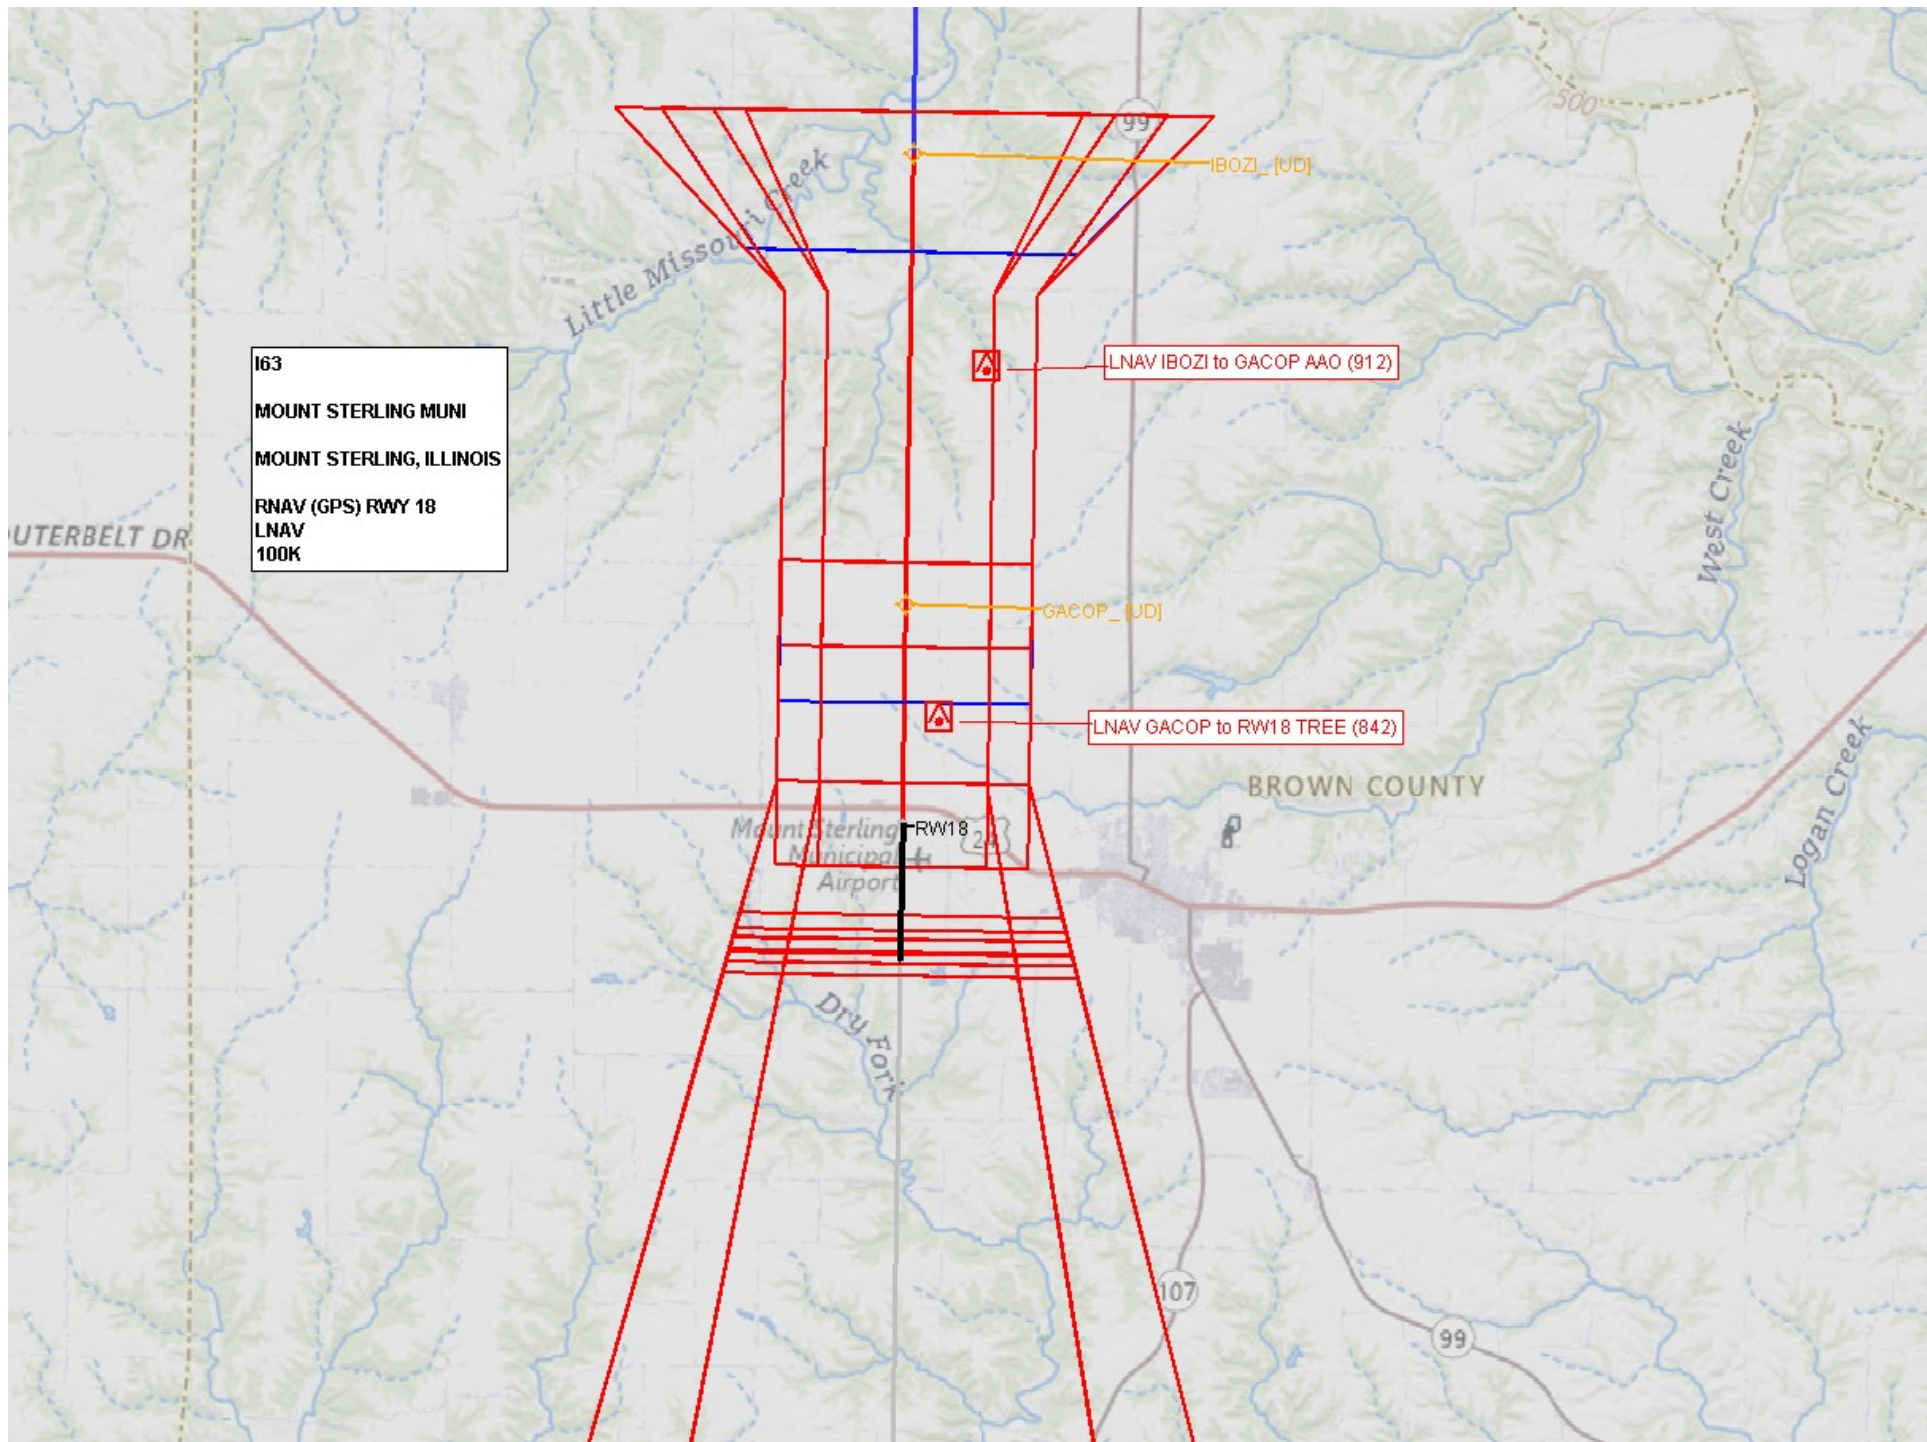 500
99
IBOZI_ [UD]
Little Missouri Creek
I63
MOUNT STERLING MUNI
MOUNT STERLING, ILLINOIS
RNAV (GPS) RWY 18
LNAV
100K
LNAV IBOZI to GACOP AAO (912)
West Creek
OUTERBELT DR
GACOP_ [UD]
LNAV GACOP to RW18 TREE (842)
BROWN COUNTY
Logan Creek
RW18
24
Mount Sterling
Municipal
Airport
Dry Fork
107
99